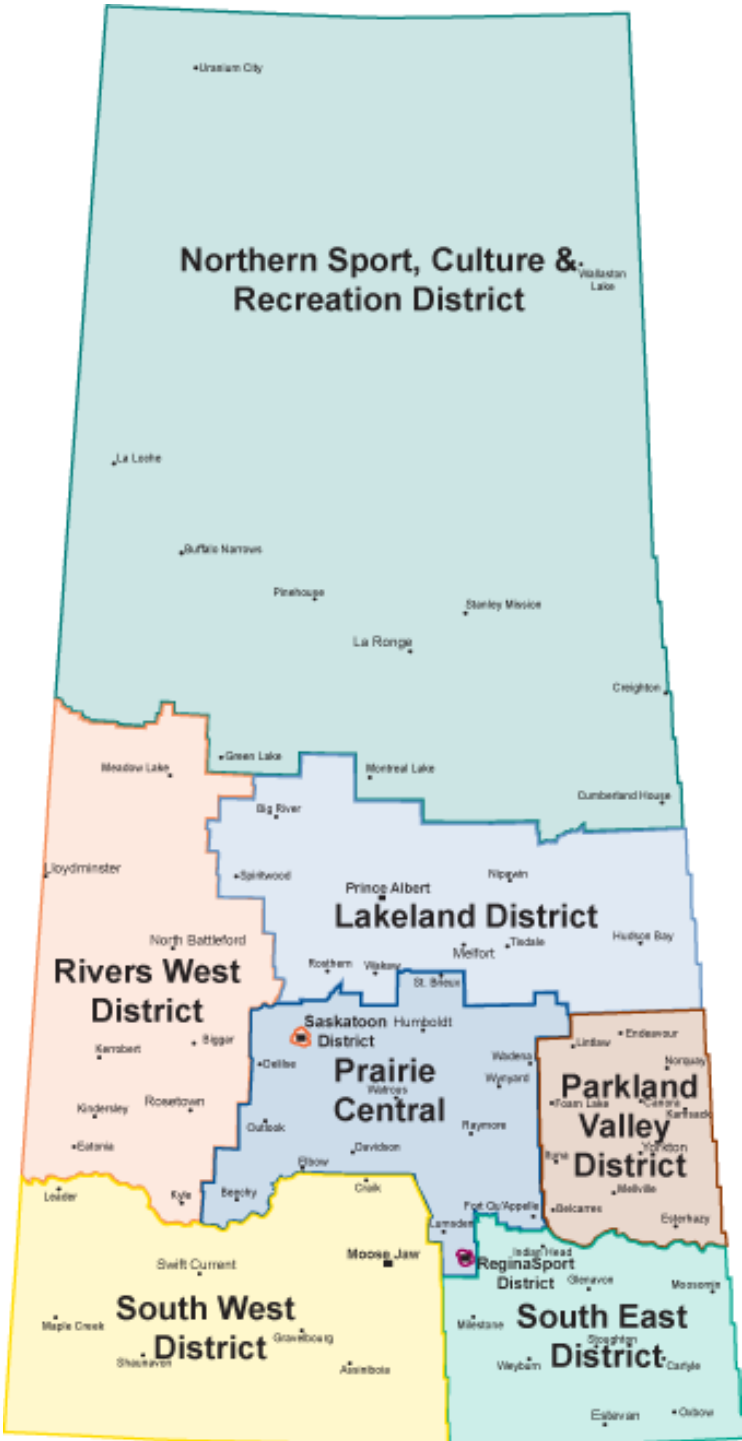 Uranium City
Northern Sport, Culture &
Recreation District
Wallaston
Lake
La Loche
Buffalo Narrows
Pinehouse
Stanley Mission
La Ronge
Creighton
Green Lake
Meadow Lake
Montreal Lake
Cumberland House
Big River
Lloydminster
Spiritwood
Nipawin
Prince Albert
Lakeland District
North Battleford
Hudson Bay
Tisdale
Melfort
Rivers West
District
Rosthern
Wakaw
St. Brieux
Saskatoon
District
Humboldt
Endeavour
Lintlaw
Biggar
Kerrobert
Delisle
Prairie
Central
Wadena
Wynyard
Norquay
Parkland
Valley
District
Watrous
Foam Lake
Canora
Kamsack
Rosetown
Kindersley
Outlook
Raymore
Eatonia
Davidson
Yorkton
Elbow
Craik
Melville
Leader
Kyle
Beechy
Fort Qu'Appelle
Belcarres
Esterhazy
Lumsden
Moose Jaw
Indian Head
ReginaSport
District
Swift Current
Glenavon
Moosomin
South West
District
Maple Creek
Gravelbourg
Shaunavon
Assiniboia
Milestone
South East
District
Stoughton
Weyburn
Carlyle
Oxbow
Estevan